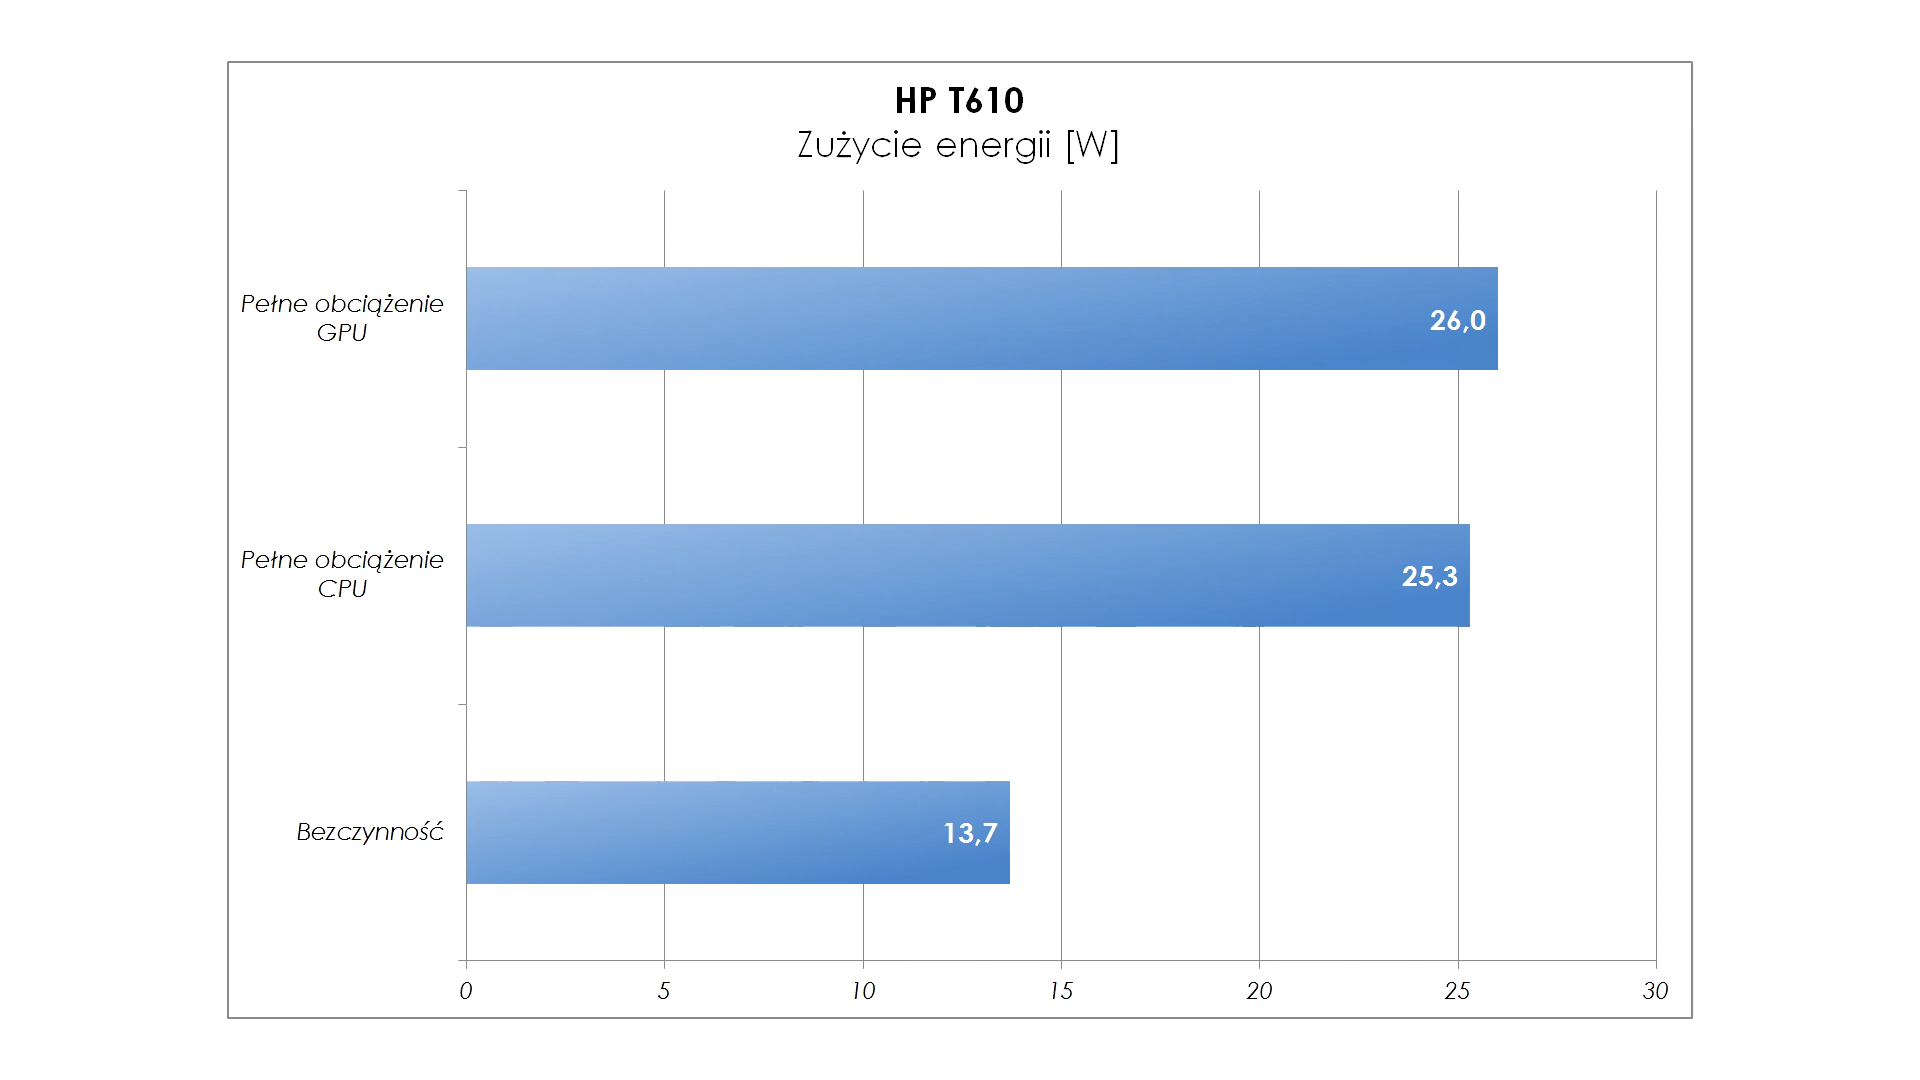 HP T610
Zużycie energii [W]
Pełne obciążenie
GPU
26,0
Pełne obciążenie
CPU
25,3
Bezczynność
13,7
0 5 10 15 20 25 30